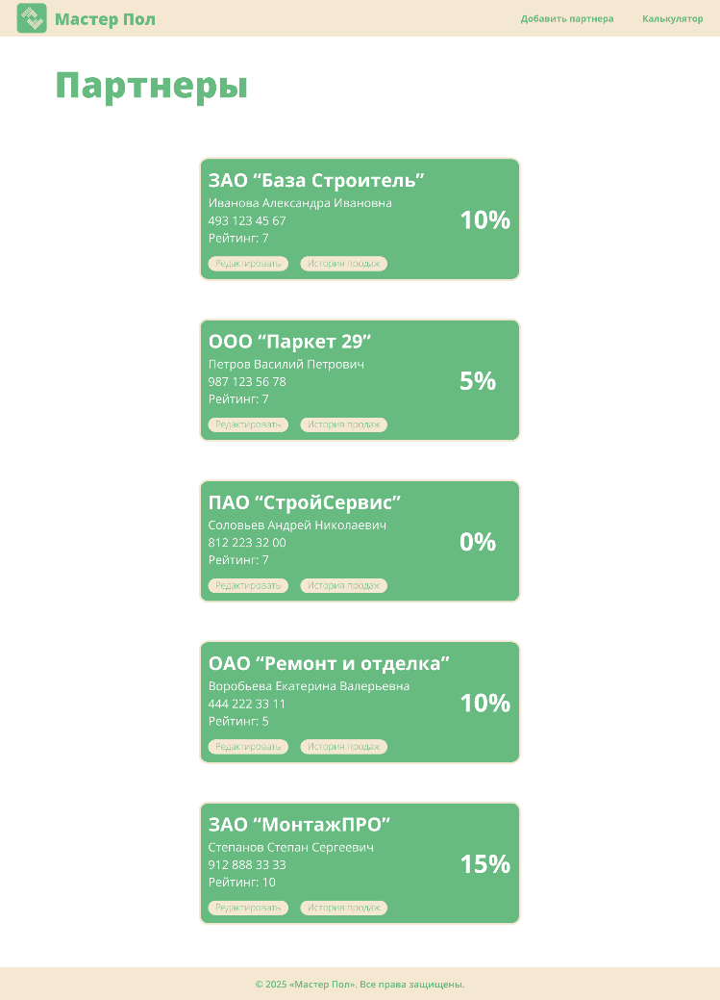 Мастер Пол
Добавить партнера
Калькулятор
Партнеры
ЗАО “База Строитель”
Иванова Александра Ивановна
493 123 45 67
Рейтинг: 7
10%
Редактировать
История продаж
ООО “Паркет 29”
Петров Василий Петрович
987 123 56 78
Рейтинг: 7
5%
Редактировать
История продаж
ПАО “СтройСервис”
Соловьев Андрей Николаевич
812 223 32 00
Рейтинг: 7
0%
Редактировать
История продаж
ОАО “Ремонт и отделка”
Воробьева Екатерина Валерьевна
444 222 33 11
Рейтинг: 5
10%
Редактировать
История продаж
ЗАО “МонтажПРО”
Степанов Степан Сергеевич
912 888 33 33
Рейтинг: 10
15%
Редактировать
История продаж
© 2025 «Мастер Пол». Все права защищены.